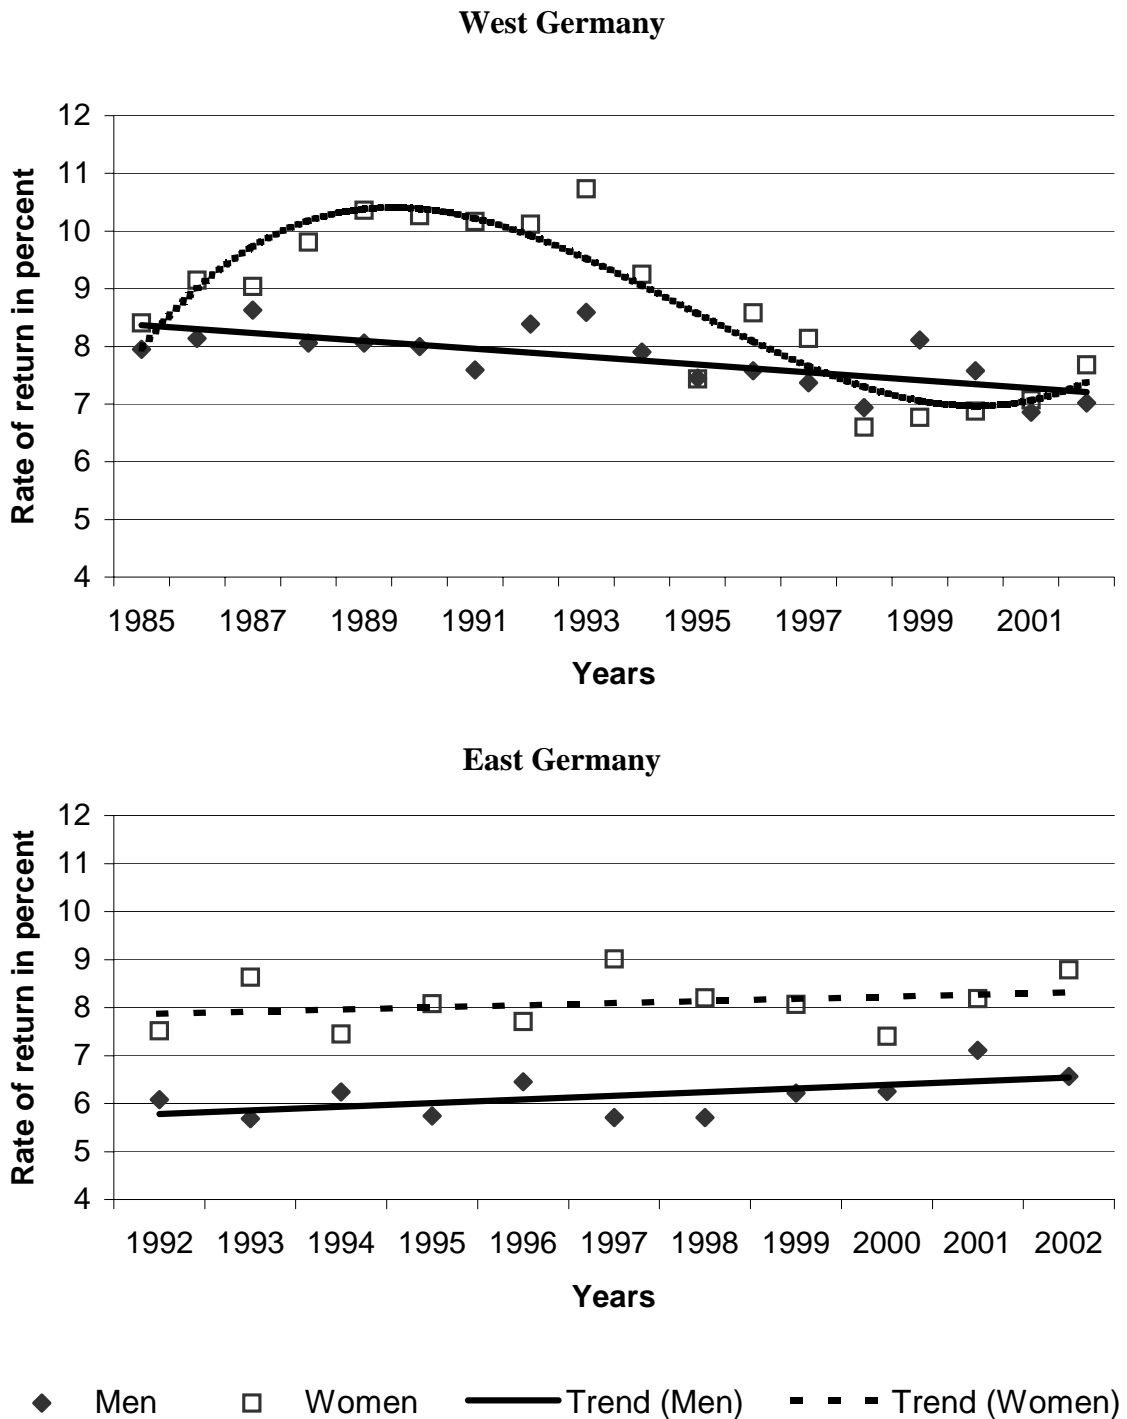 West Germany
12
11
10
9
8
7
6
5
4
Rate of return in percent
1985 1987 1989 1991 1993 1995 1997 1999 2001
Years
East Germany
12
11
10
9
8
7
6
5
4
Rate of return in percent
1992 1993 1994 1995 1996 1997 1998 1999 2000 2001 2002
Years
Men Women Trend (Men) Trend (Women)